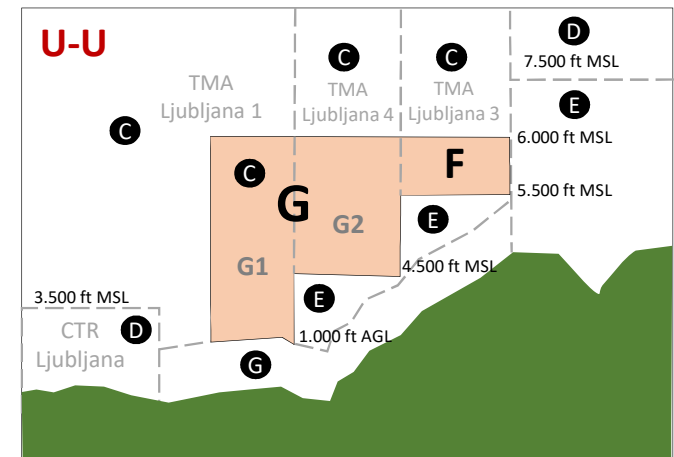 U-U
D
7.500 ft MSL
C
C
TMA
Ljubljana 1
TMA
Ljubljana 4
TMA
Ljubljana 3
E
C
6.000 ft MSL
C
F
5.500 ft MSL
G
G2
E
G1
4.500 ft MSL
3.500 ft MSL
E
CTR
Ljubljana
D
1.000 ft AGL
G